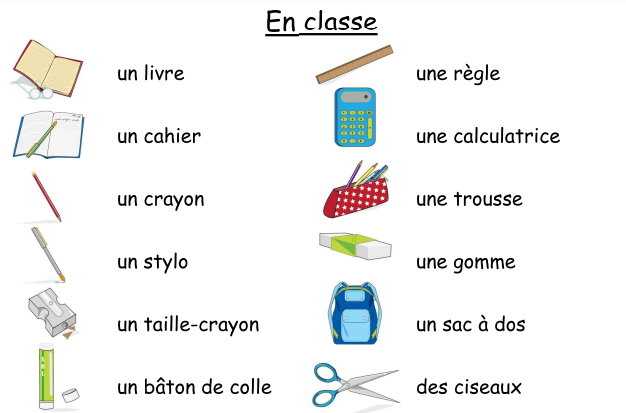 En classe
un livre
une règle
un cahier
une calculatrice
un crayon
une trousse
un stylo
une gomme
un taille-crayon
un sac à dos
un bâton de colle
des ciseaux